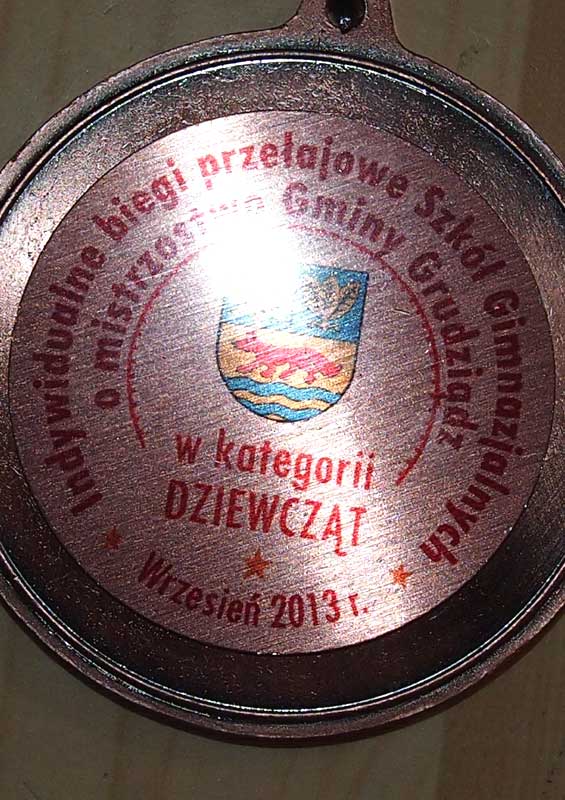 Indywidualne biegi przełajowe Szkół Gimnazjalnych
o mistrzostwo Gminy Grudziądz
w kategorii
DZIEWCZĄT
Wrzesień 2013 r.